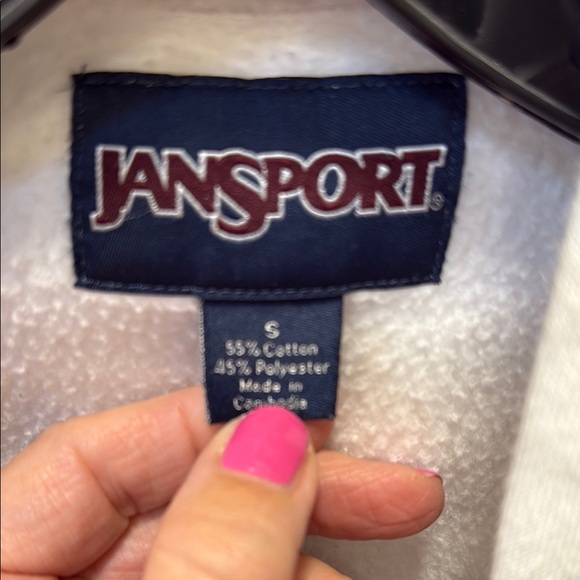 JANSPORT®
S
55% Cotton
45% Polyester
Made in
Cambodia